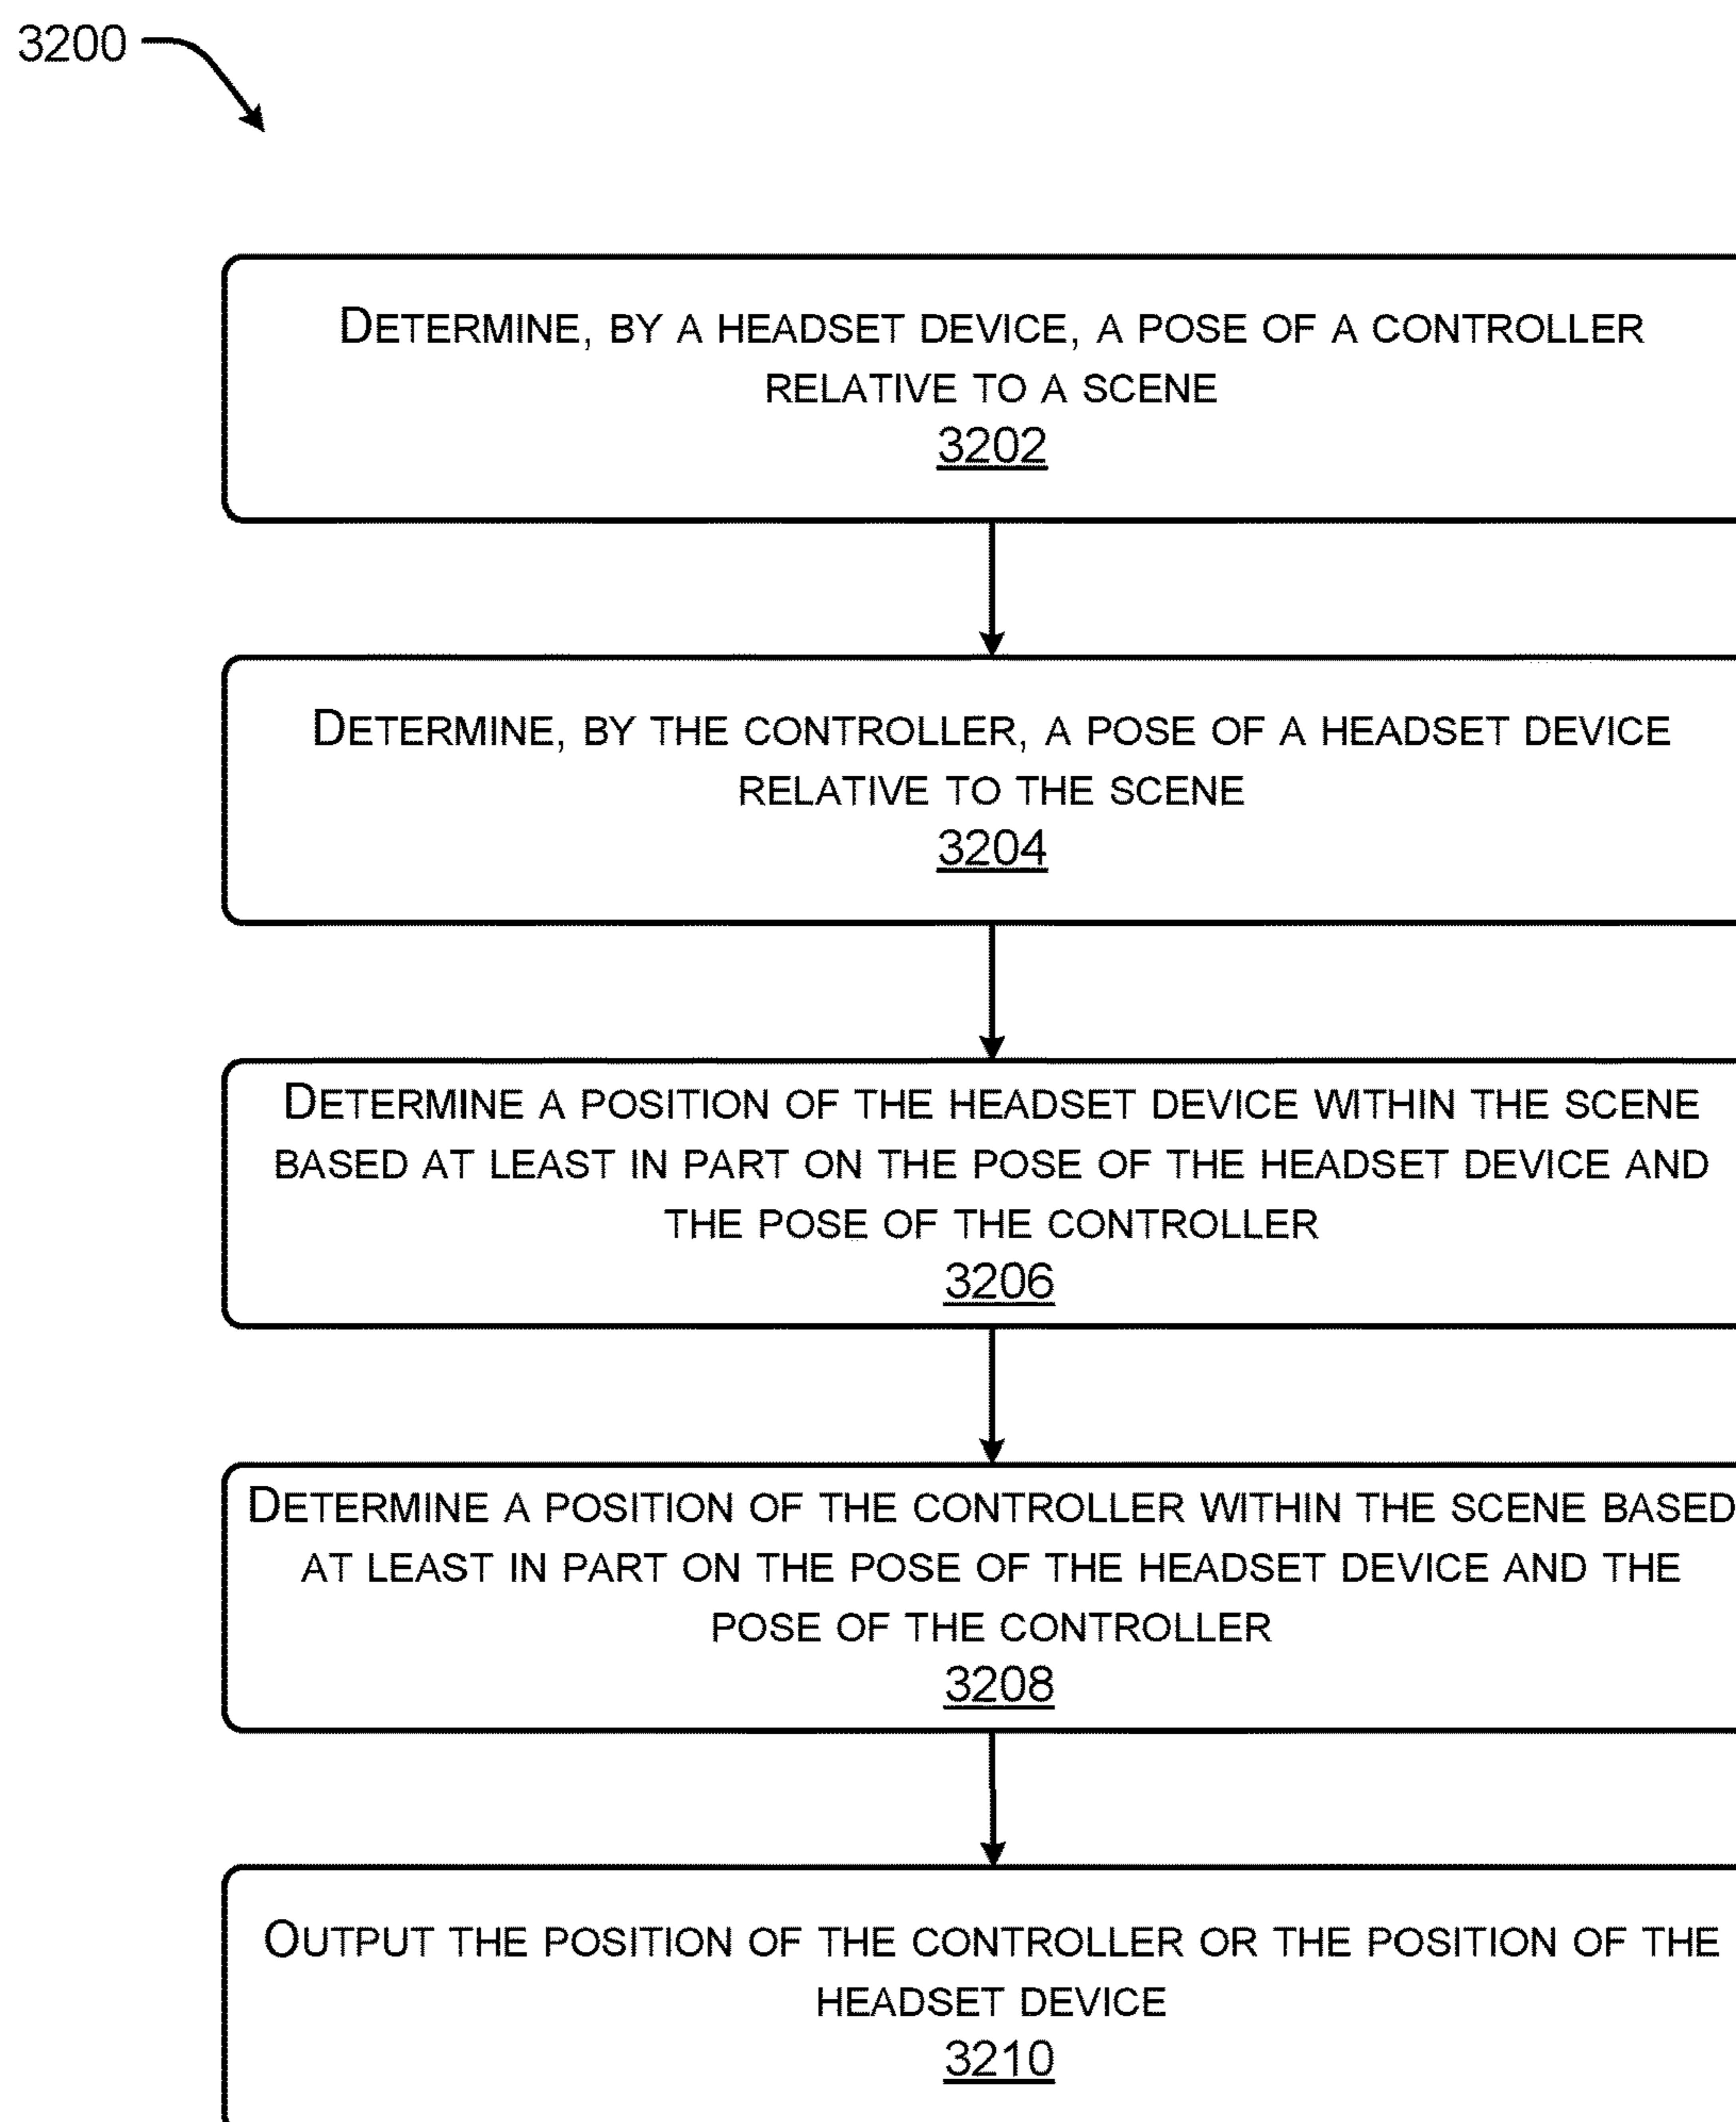 3200
DETERMINE, BY A HEADSET DEVICE, A POSE OF A CONTROLLER
RELATIVE TO A SCENE
3202
DETERMINE, BY THE CONTROLLER, A POSE OF A HEADSET DEVICE
RELATIVE TO THE SCENE
3204
DETERMINE A POSITION OF THE HEADSET DEVICE WITHIN THE SCENE
BASED AT LEAST IN PART ON THE POSE OF THE HEADSET DEVICE AND
THE POSE OF THE CONTROLLER
3206
DETERMINE A POSITION OF THE CONTROLLER WITHIN THE SCENE BASED
AT LEAST IN PART ON THE POSE OF THE HEADSET DEVICE AND THE
POSE OF THE CONTROLLER
3208
OUTPUT THE POSITION OF THE CONTROLLER OR THE POSITION OF THE
HEADSET DEVICE
3210